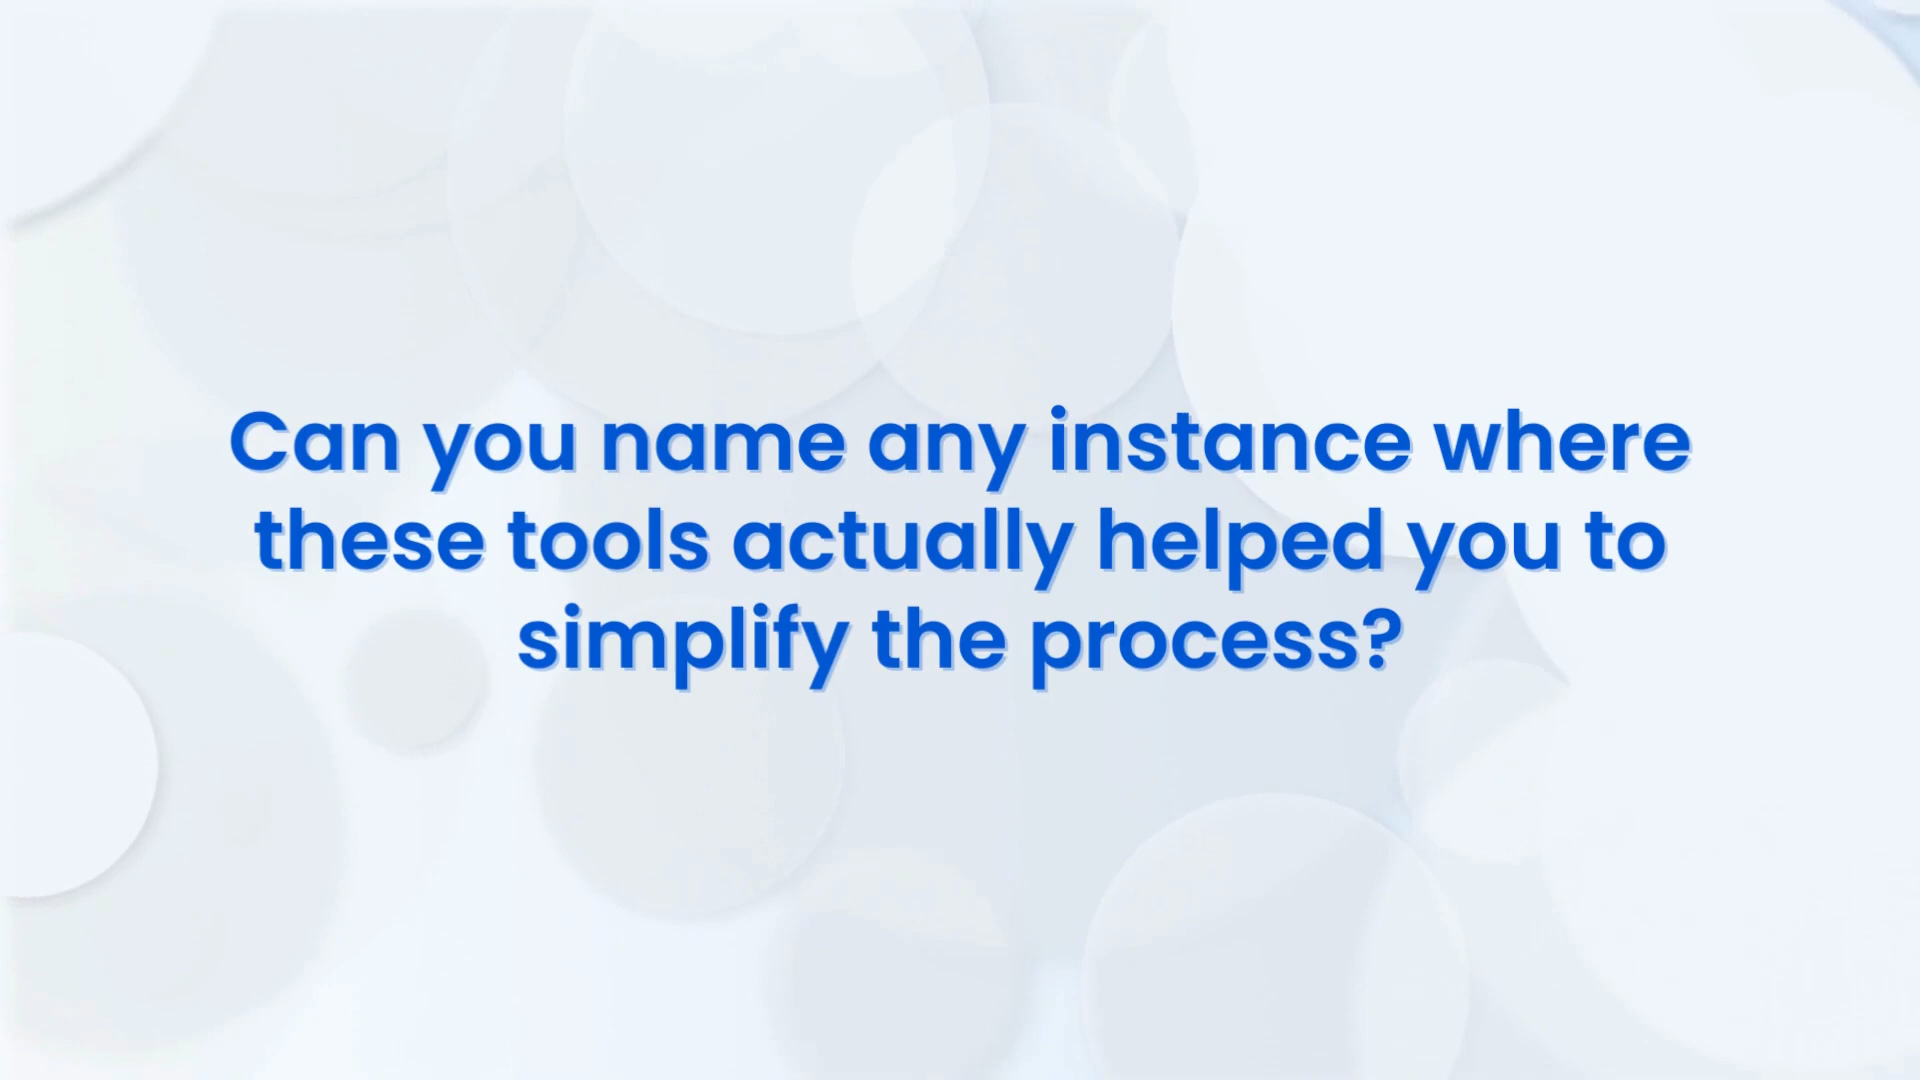 Can you name any instance where
these tools actually helped you to
simplify the process?